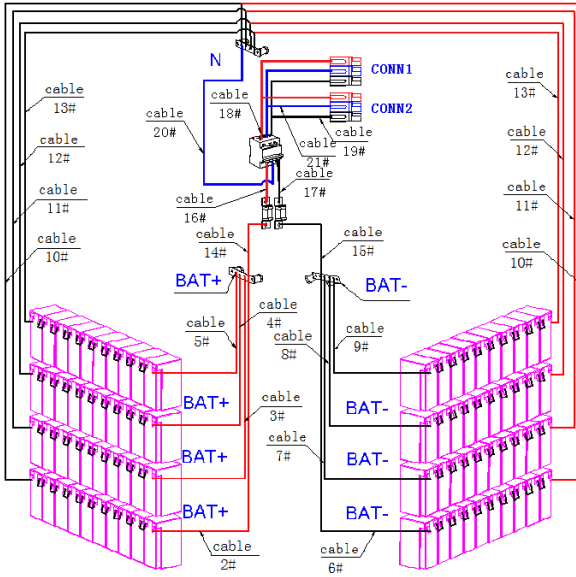 N
CONN1
CONN2
cable
13#
cable
12#
cable
11#
cable
10#
cable
20#
cable
18#
cable
21#
cable
19#
cable
17#
cable
16#
cable
14#
cable
15#
cable
13#
cable
12#
cable
11#
cable
10#
BAT+
BAT-
cable
5#
cable
4#
cable
8#
cable
9#
BAT+
cable
3#
BAT-
cable
7#
BAT+
BAT-
BAT+
BAT-
cable
2#
cable
6#